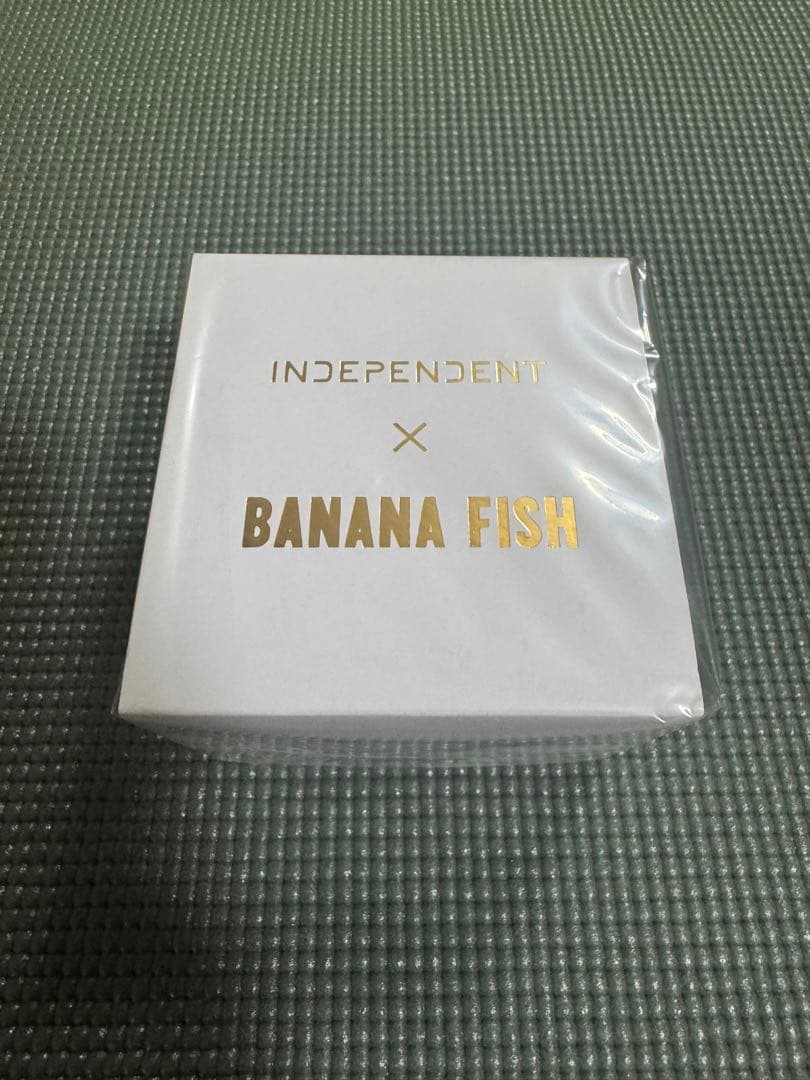 INDEPENDENT
×
BANANA FISH